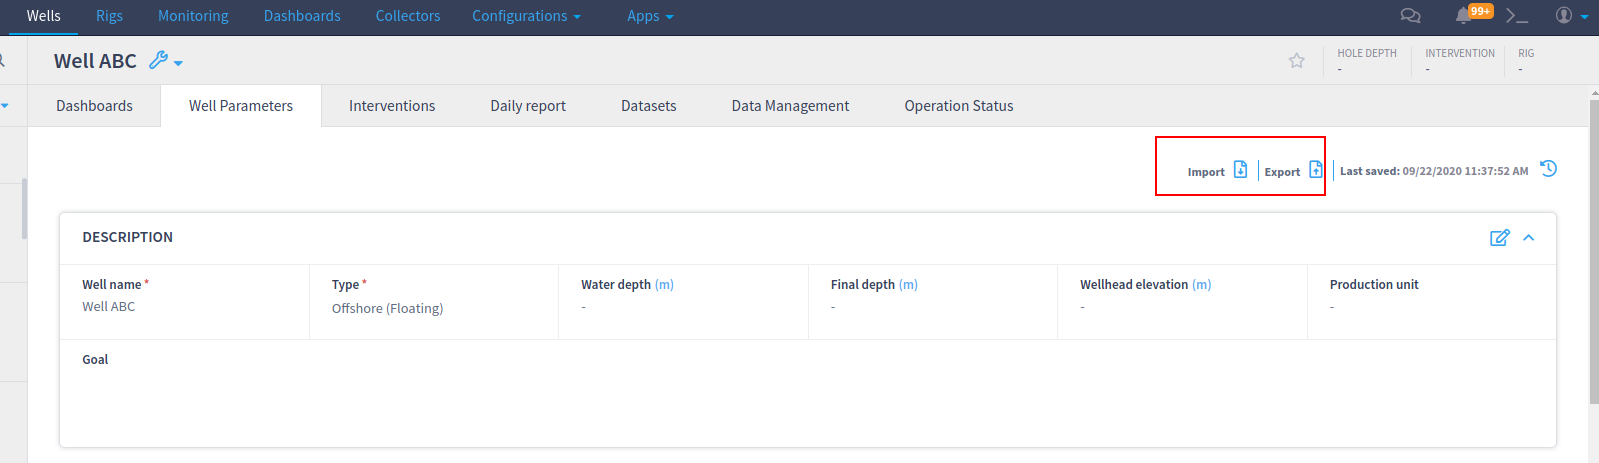 Wells Rigs Monitoring Dashboards Collectors Configurations Apps 99+
Well ABC HOLE DEPTH INTERVENTION RIG
- - -
Dashboards Well Parameters Interventions Daily report Datasets Data Management Operation Status
Import Export Last saved: 09/22/2020 11:37:52 AM
DESCRIPTION
Well name * Type * Water depth (m) Final depth (m) Wellhead elevation (m) Production unit
Well ABC Offshore (Floating) - - - -
Goal